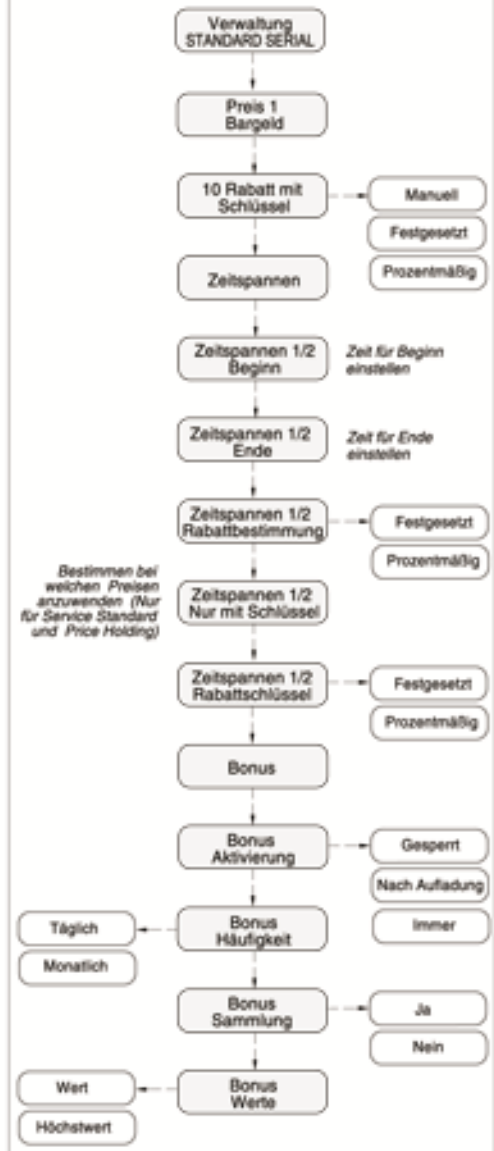 Verwaltung
STANDARD SERIAL
Preis 1
Bargeld
10 Rabatt mit
Schlüssel
Manuell
Festgesetzt
Prozentmäßig
Zeitspannen
Zeitspannen 1/2
Beginn
Zeit für Beginn
einstellen
Zeitspannen 1/2
Ende
Zeit für Ende
einstellen
Zeitspannen 1/2
Rabattbestimmung
Festgesetzt
Prozentmäßig
Bestimmen bei
welchen Preisen
anzuwenden (Nur
für Service Standard
und Price Holding)
Zeitspannen 1/2
Nur mit Schlüssel
Zeitspannen 1/2
Rabattschlüssel
Festgesetzt
Prozentmäßig
Bonus
Bonus
Aktivierung
Gesperrt
Nach Aufladung
Immer
Bonus
Häufigkeit
Täglich
Monatlich
Bonus
Sammlung
Ja
Nein
Bonus
Werte
Wert
Höchstwert